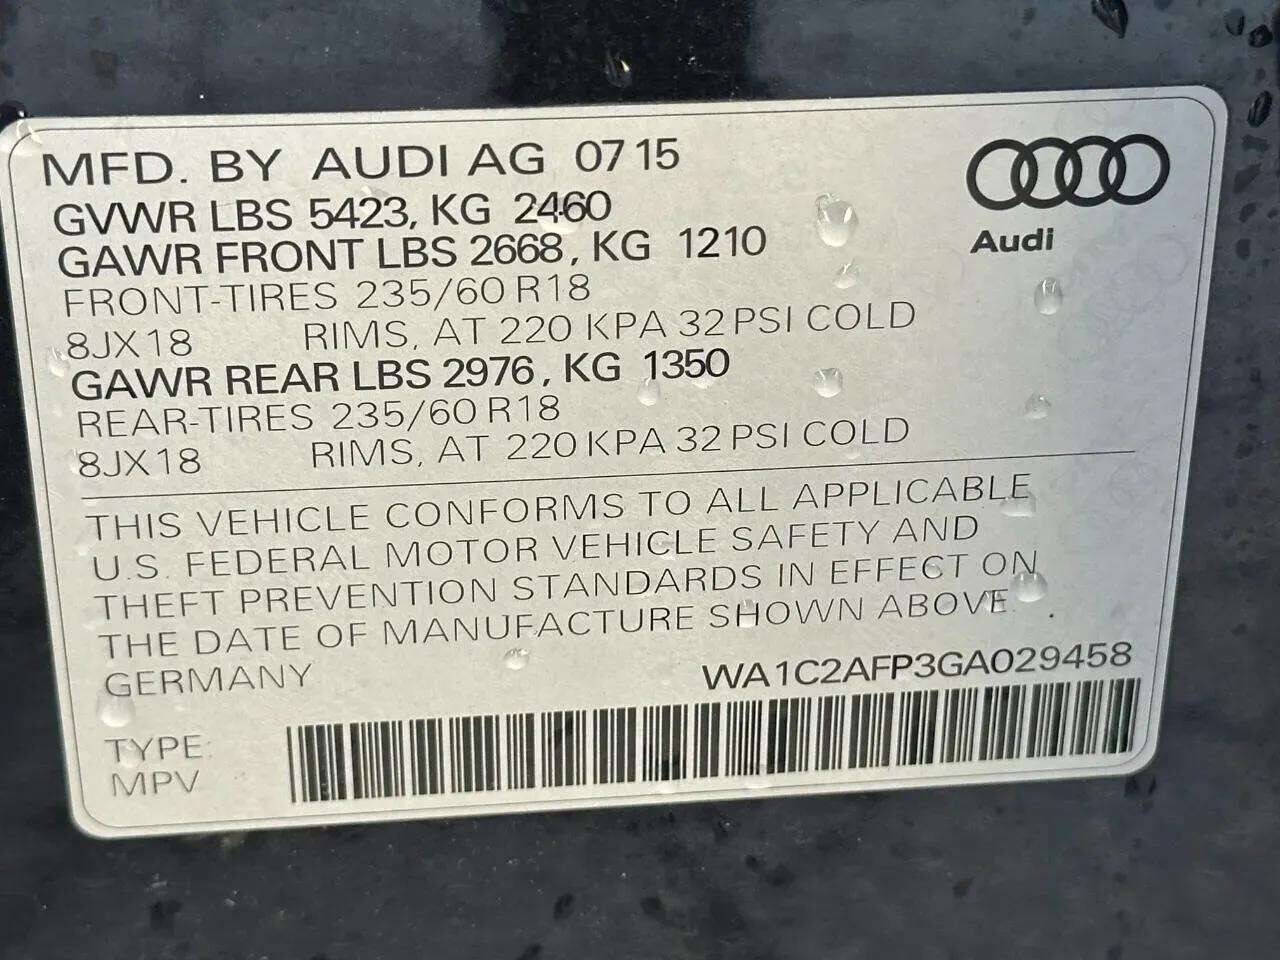 MFD. BY AUDI AG 07 15
GVWR LBS 5423, KG 2460
GAWR FRONT LBS 2668, KG 1210
FRONT-TIRES 235/60 R18
8JX18 RIMS, AT 220 KPA 32 PSI COLD
GAWR REAR LBS 2976, KG 1350
REAR-TIRES 235/60 R18
8JX18 RIMS, AT 220 KPA 32 PSI COLD
Audi
THIS VEHICLE CONFORMS TO ALL APPLICABLE
U.S. FEDERAL MOTOR VEHICLE SAFETY AND
THEFT PREVENTION STANDARDS IN EFFECT ON
THE DATE OF MANUFACTURE SHOWN ABOVE.
GERMANY WA1C2AFP3GA029458
TYPE:
MPV